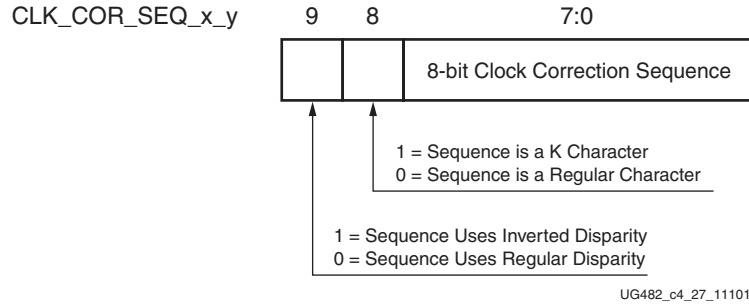 CLK_COR_SEQ_x_y 9 8 7:0
8-bit Clock Correction Sequence
1 = Sequence is a K Character
0 = Sequence is a Regular Character
1 = Sequence Uses Inverted Disparity
0 = Sequence Uses Regular Disparity
UG482_c4_27_11101